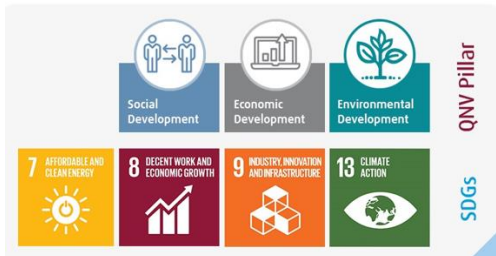 Social
Development
Economic
Development
Environmental
Development
QNV Pillar
7 AFFORDABLE AND
CLEAN ENERGY
8 DECENT WORK AND
ECONOMIC GROWTH
9 INDUSTRY, INNOVATION
AND INFRASTRUCTURE
13 CLIMATE
ACTION
SDGs